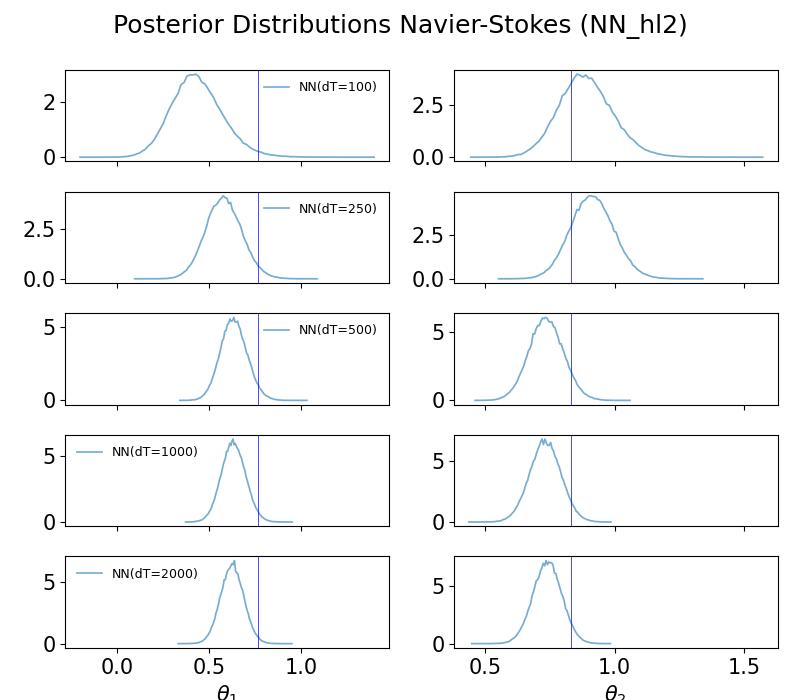 Posterior Distributions Navier-Stokes (NN_hl2)
2
0
NN(dT=100)
2.5
0.0
2.5
0.0
NN(dT=250)
2.5
0.0
5
0
NN(dT=500)
5
0
5
0
NN(dT=1000)
5
0
5
0
NN(dT=2000)
5
0
0.0 0.5 1.0
0.5 1.0 1.5
θ1
θ2